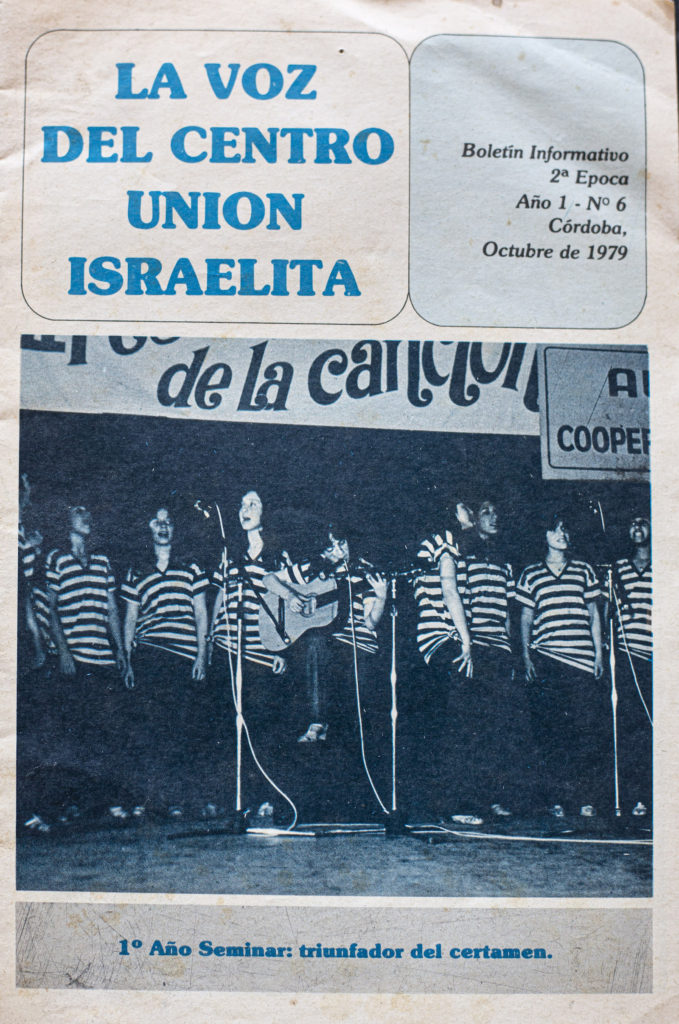 LA VOZ
DEL CENTRO
UNION
ISRAELITA
Boletín Informativo
2ª Epoca
Año 1 - Nº 6
Córdoba,
Octubre de 1979
de la canción
COOPER
1º Año Seminar: triunfador del certamen.